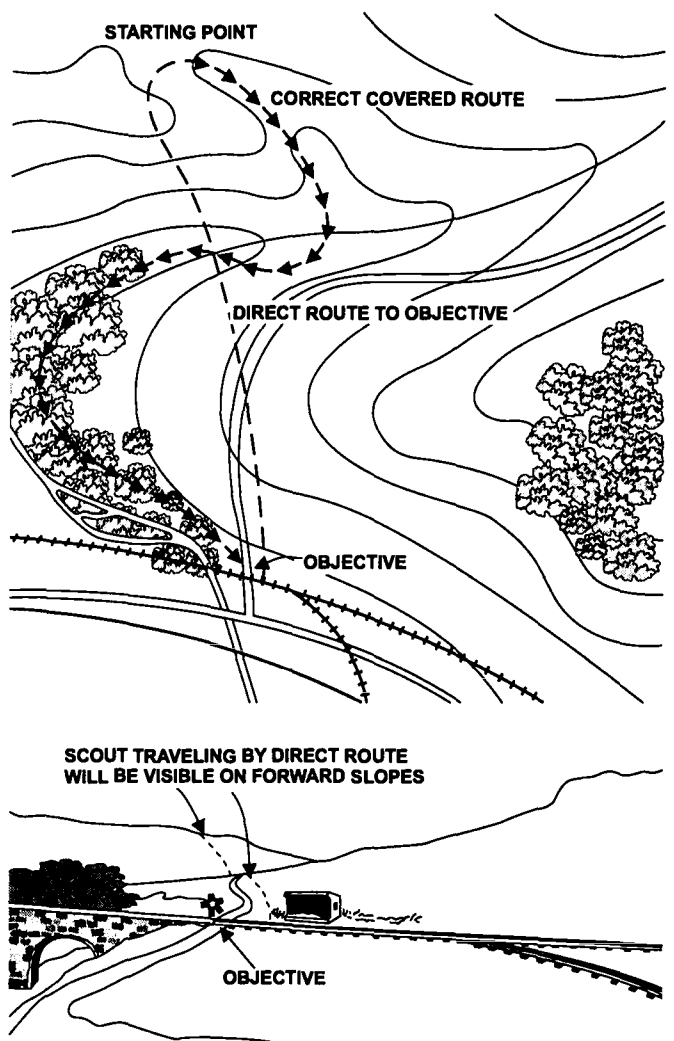 STARTING POINT
CORRECT COVERED ROUTE
DIRECT ROUTE TO OBJECTIVE
OBJECTIVE
SCOUT TRAVELING BY DIRECT ROUTE
WILL BE VISIBLE ON FORWARD SLOPES
OBJECTIVE